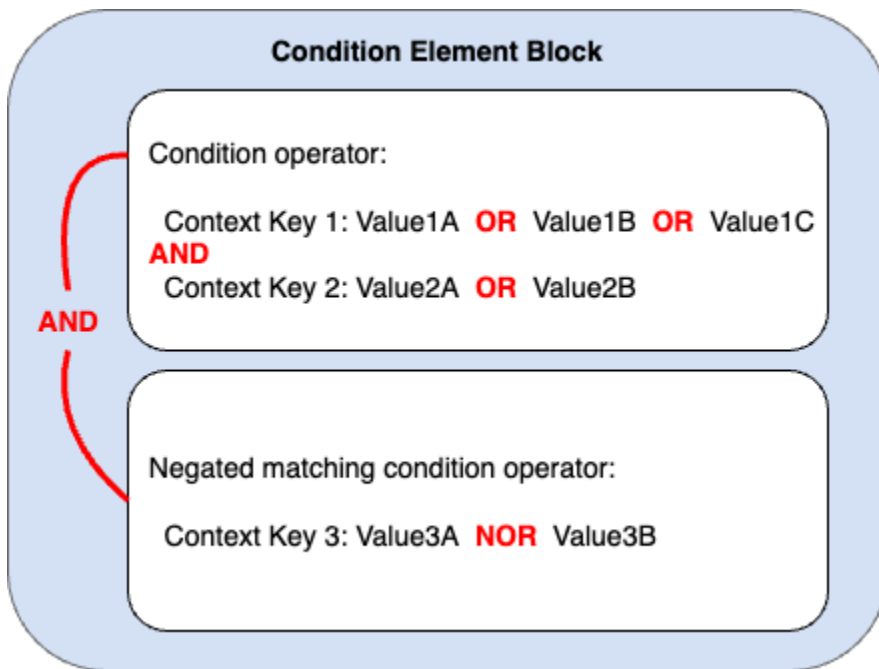 Condition Element Block
Condition operator:
Context Key 1: Value1A OR Value1B OR Value1C
AND
Context Key 2: Value2A OR Value2B
AND
Negated matching condition operator:
Context Key 3: Value3A NOR Value3B